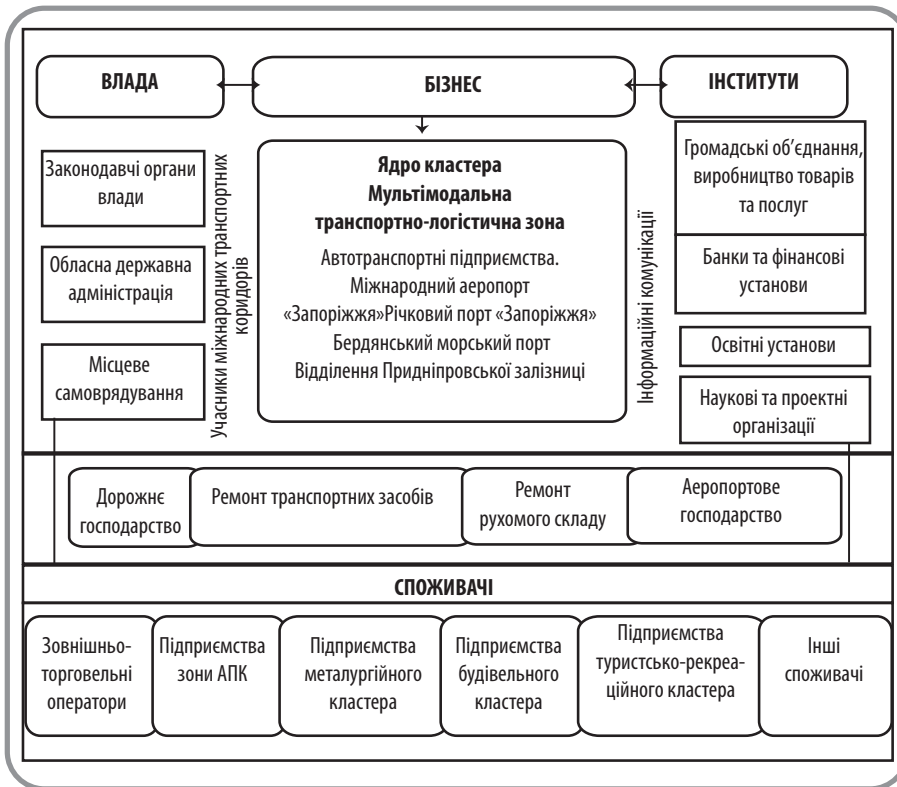 ВЛАДА
БІЗНЕС
ІНСТИТУТИ
Законодавчі органи
влади
Обласна державна
адміністрація
Місцеве
самоврядування
Учасники міжнародних транспортних
коридорів
Ядро кластера
Мультимодальна
транспортно-логістична зона
Автотранспортні підприємства.
Міжнародний аеропорт
«Запоріжжя»Річковий порт «Запоріжжя»
Бердянський морський порт
Відділення Придніпровської залізниці
Інформаційні комунікації
Громадські об’єднання,
виробництво товарів
та послуг
Банки та фінансові
установи
Освітні установи
Наукові та проектні
організації
Дорожнє
господарство
Ремонт транспортних засобів
Ремонт
рухомого складу
Аеропортове
господарство
СПОЖИВАЧІ
Зовнішньо-
торговельні
оператори
Підприємства
зони АПК
Підприємства
металургійного
кластера
Підприємства
будівельного
кластера
Підприємства
туристсько-рекреа-
ційного кластера
Інші
споживачі